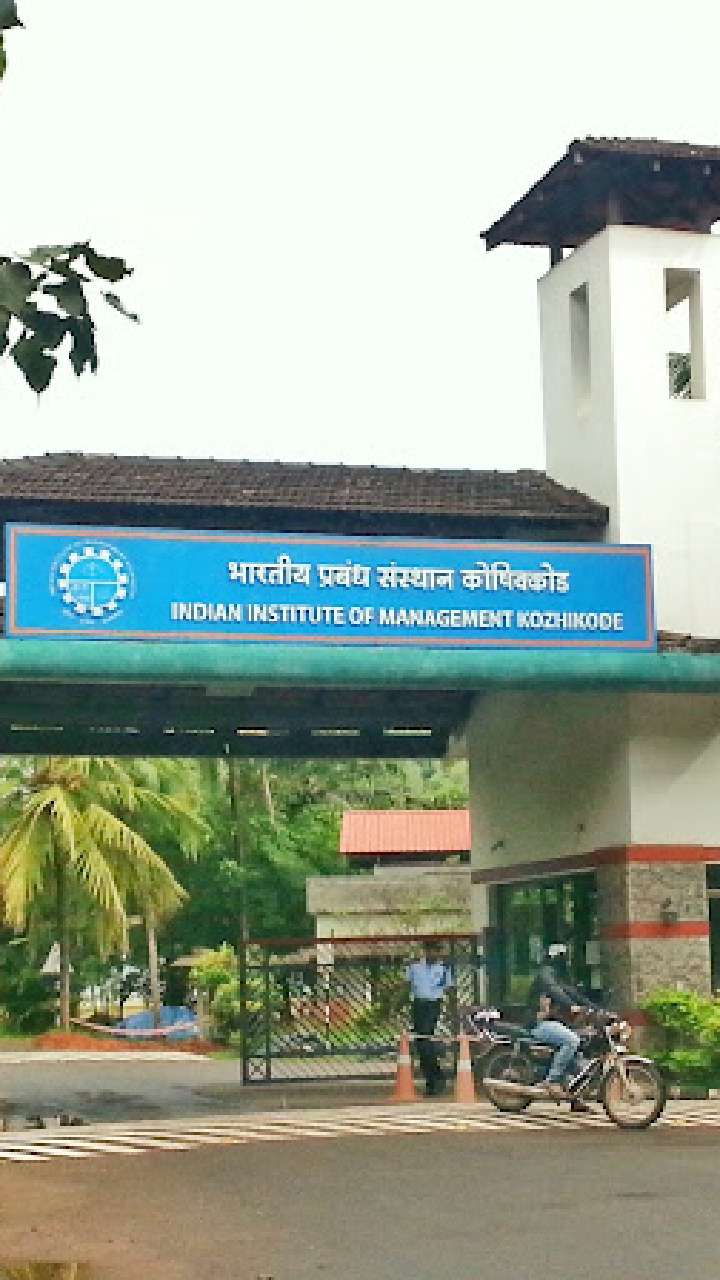 भारतीय प्रबंध संस्थान कोषिक्कोड
INDIAN INSTITUTE OF MANAGEMENT KOZHIKODE